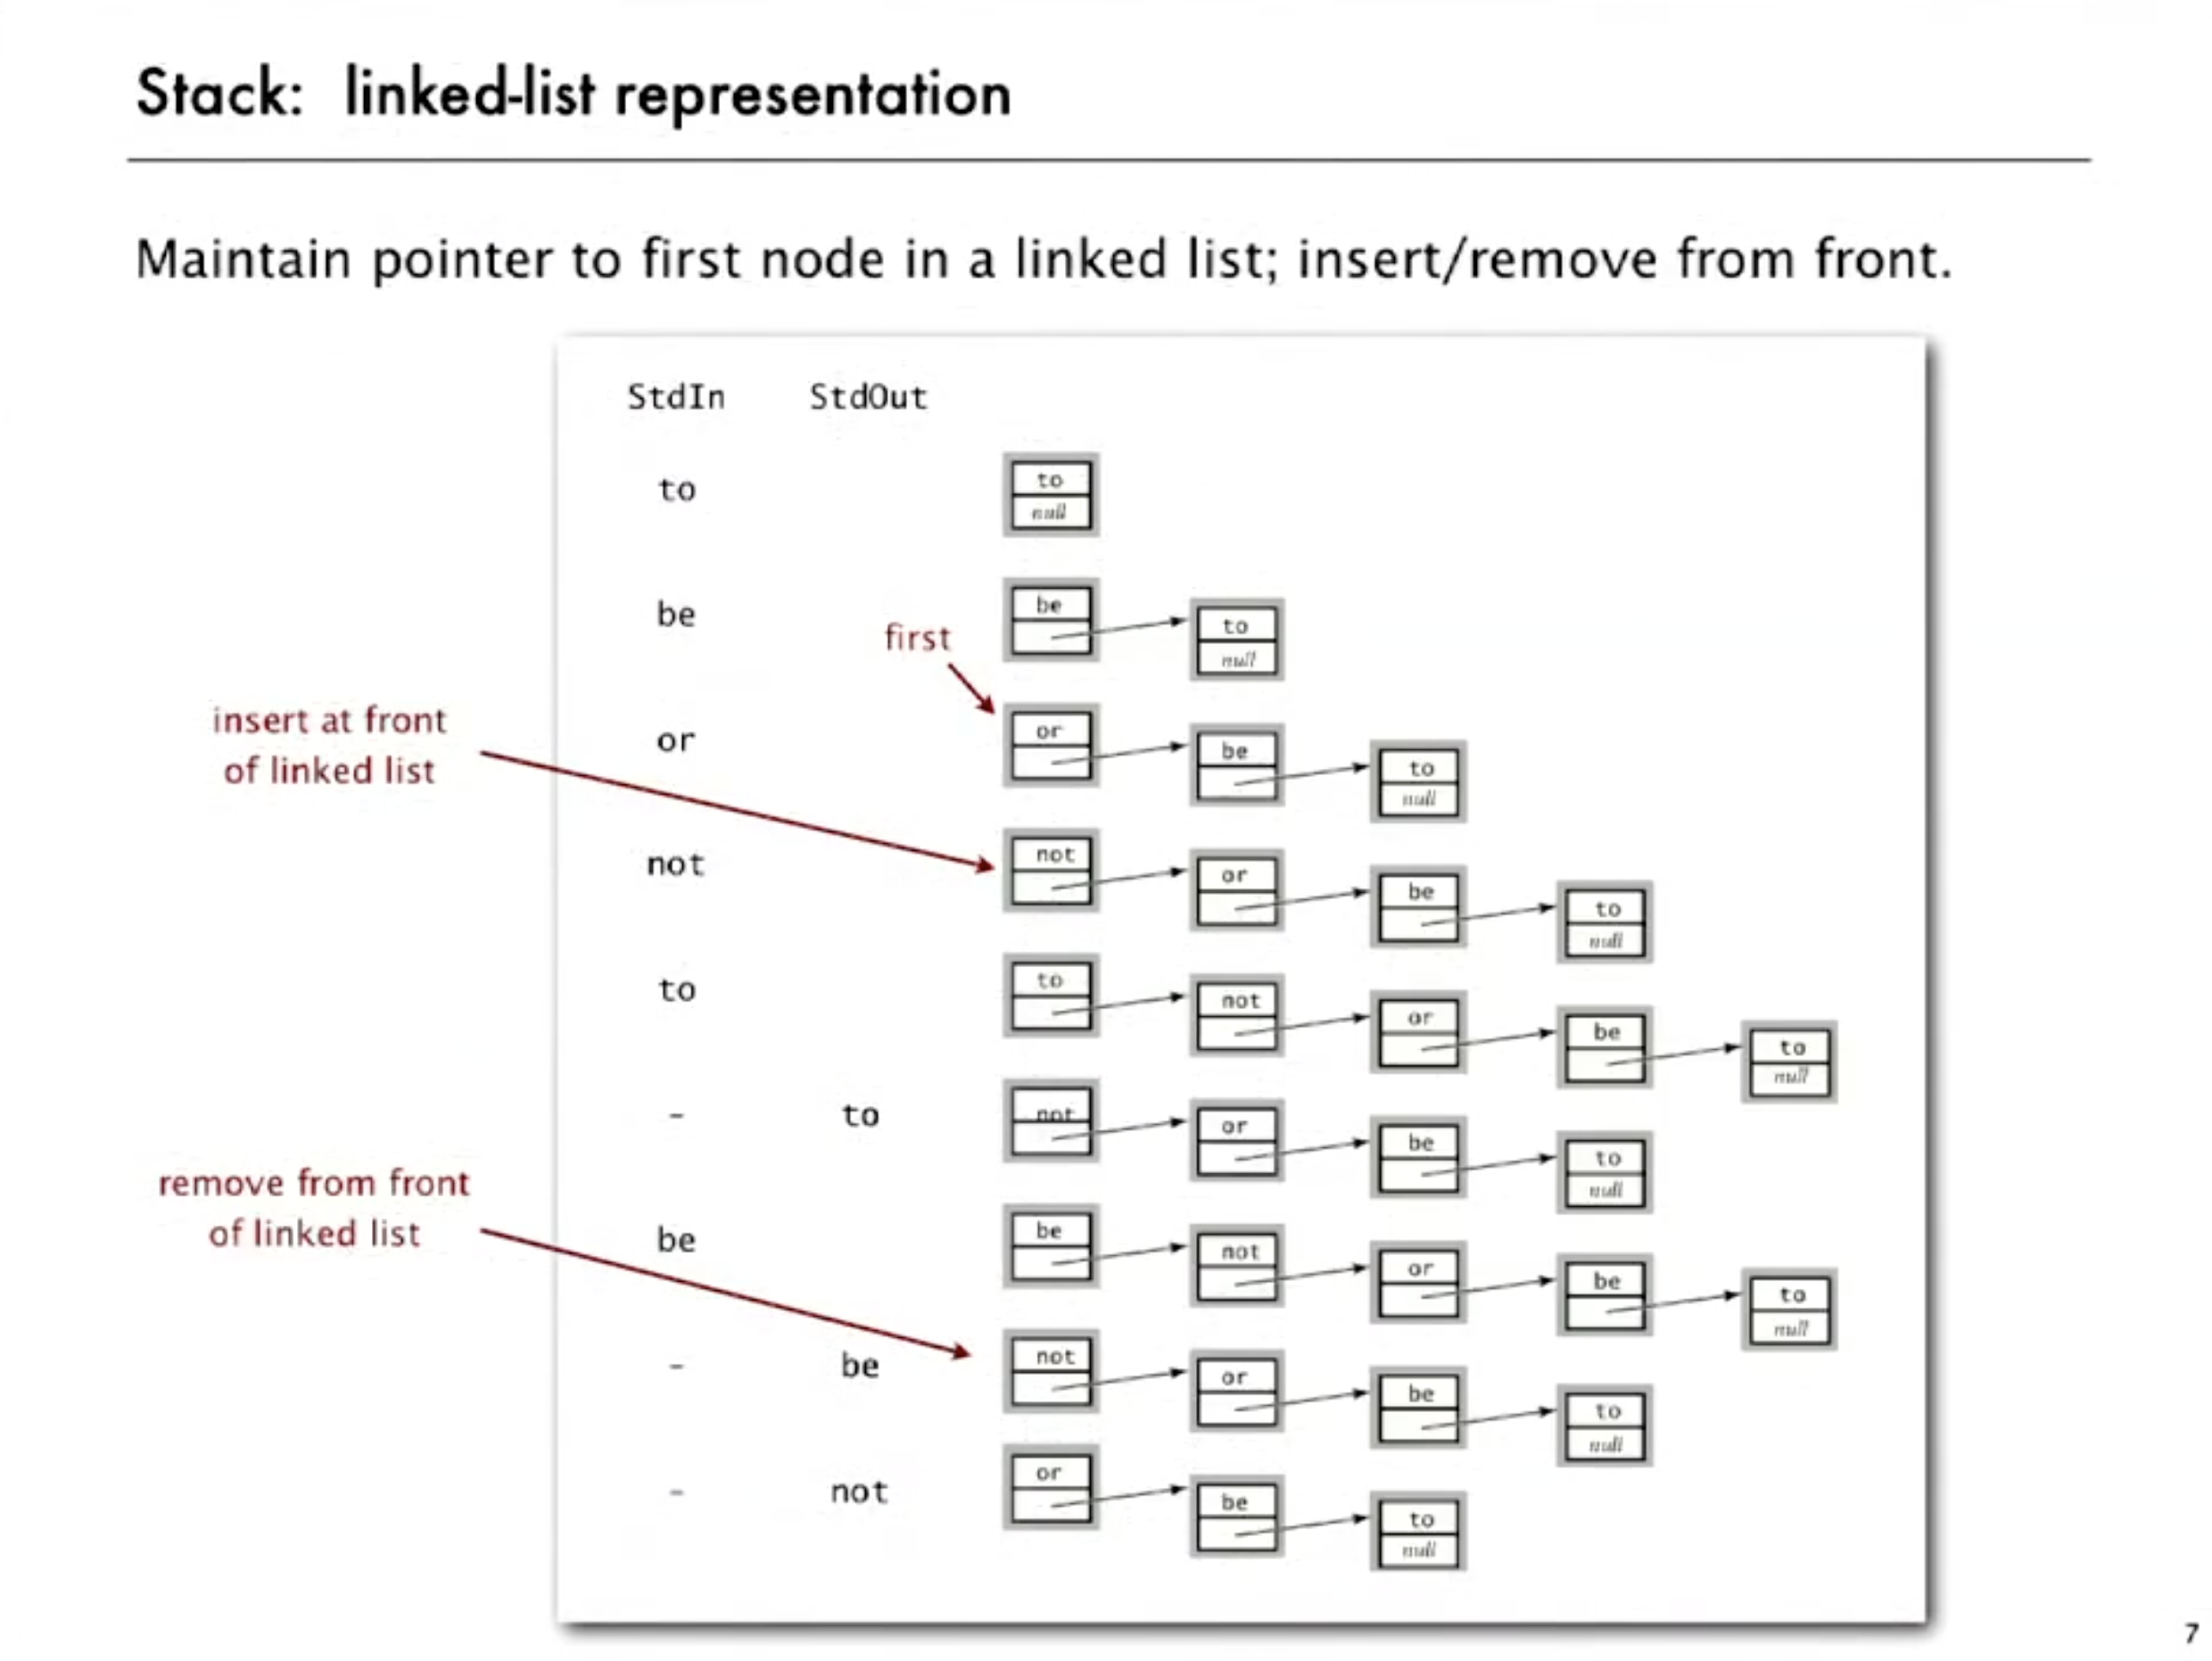 Stack: linked-list representation
Maintain pointer to first node in a linked list; insert/remove from front.
StdIn StdOut
to
to
null
be
be
to
null
first
insert at front
of linked list
or
or
be
to
null
not
not
or
be
to
null
to
to
not
or
be
to
null
- to
not
or
be
to
null
remove from front
of linked list
be
be
not
or
be
to
null
- be
not
or
be
to
null
- not
or
be
to
null
7